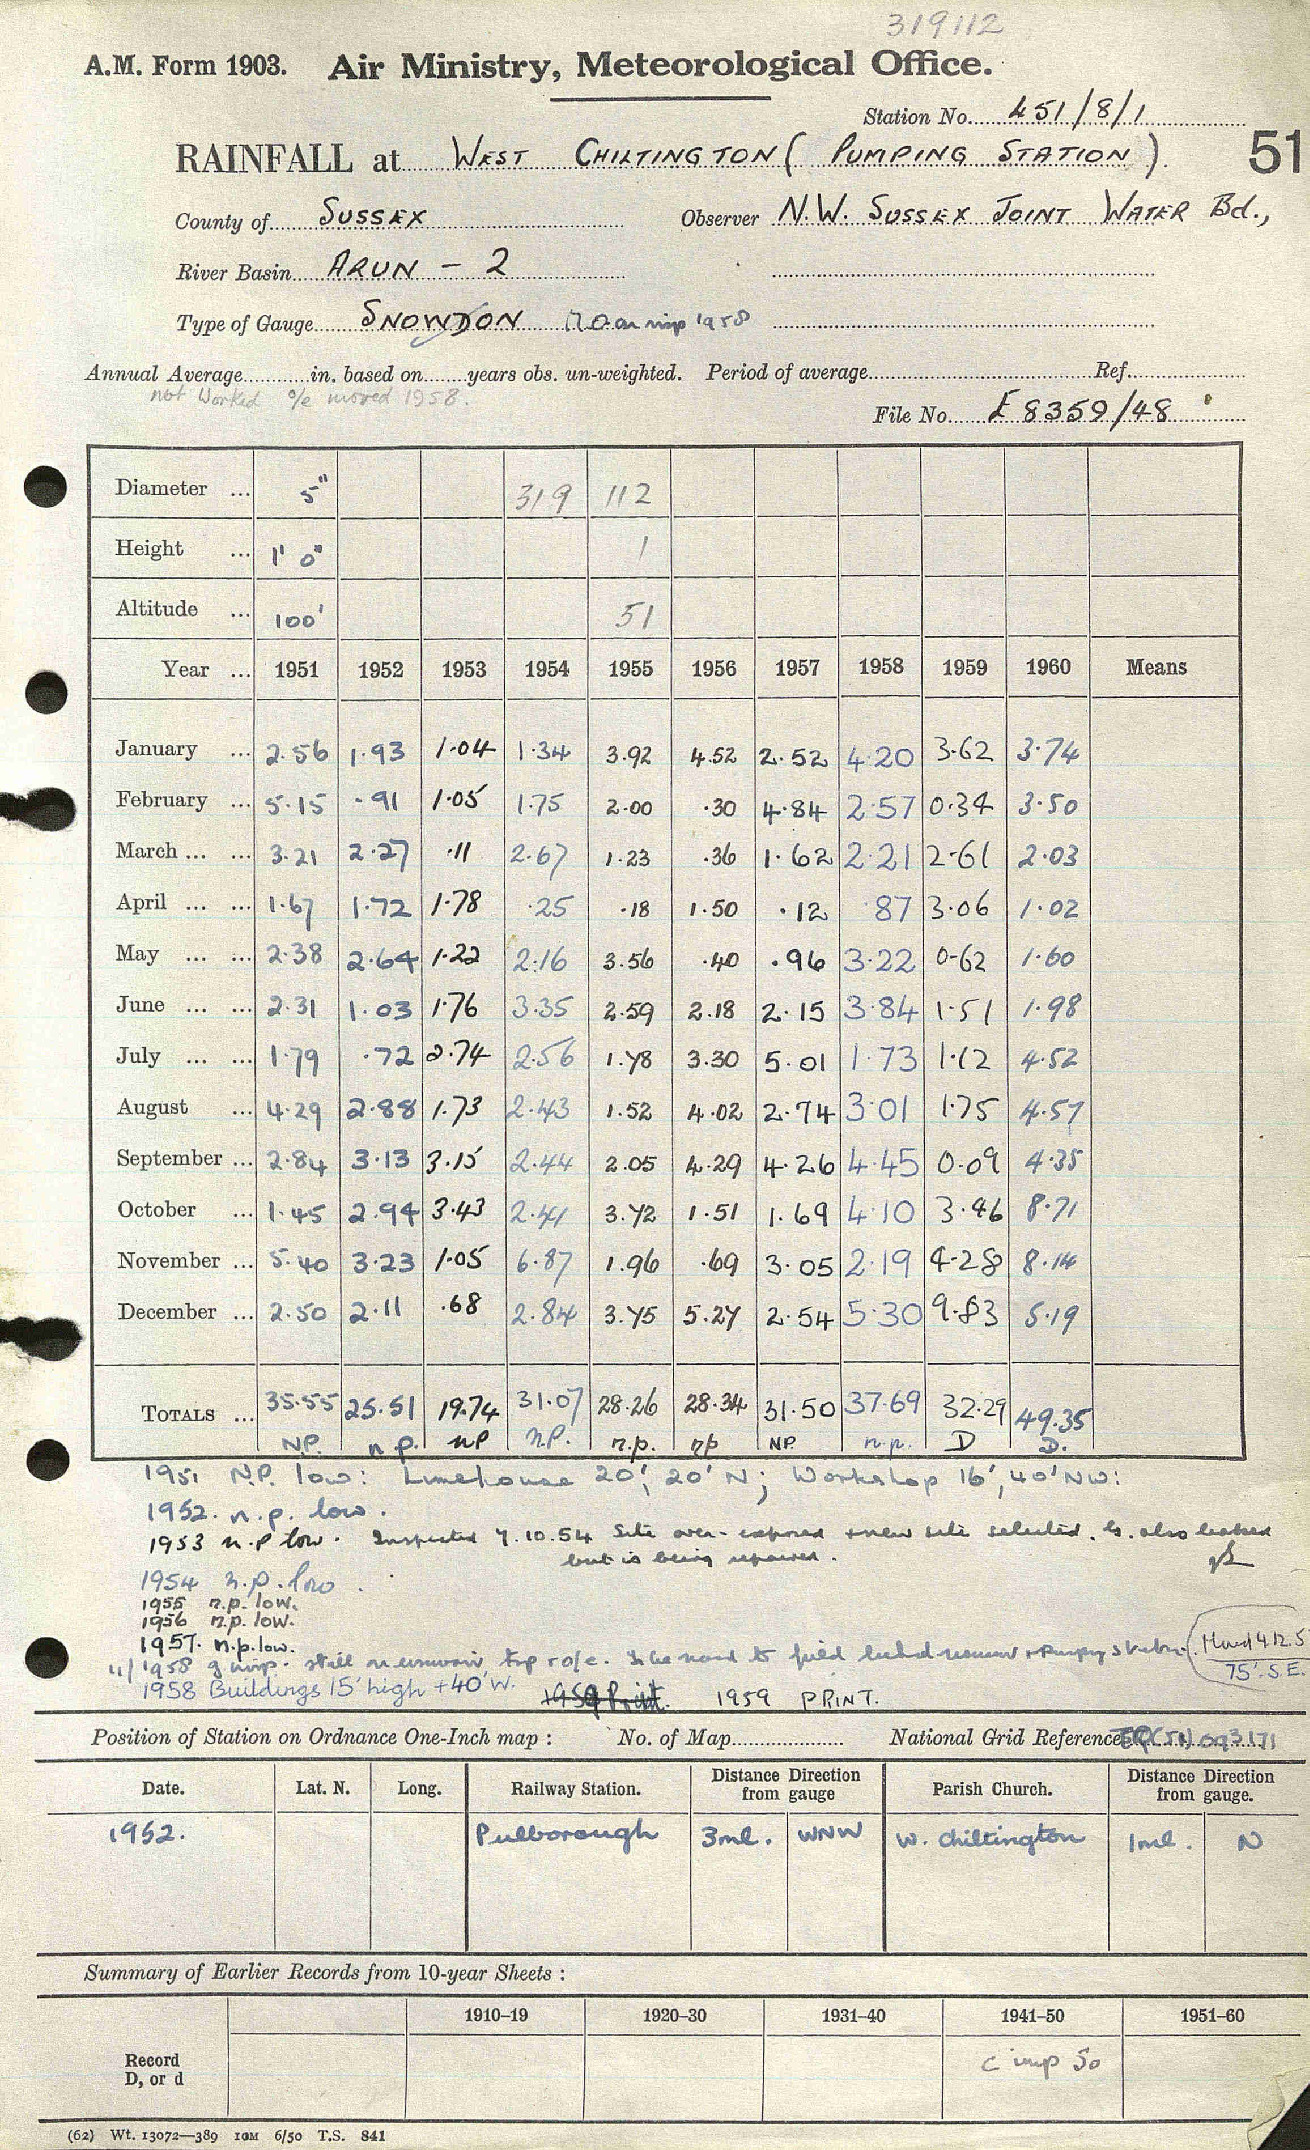 319112
A.M. Form 1903. Air Ministry, Meteorological Office.
Station No. 451/8/1
RAINFALL at WEST CHILTINGTON ( PUMPING STATION ). 51
County of SUSSEX Observer N.W. SUSSEX JOINT WATER Bd.,
River Basin ARUN - 2
Type of Gauge SNOWDON 1958
Annual Average in. based on years obs. un-weighted. Period of average Ref.
not Worked o/e moved 1958.
File No. E 8359/48
Diameter ... 5" 319 112
Height ... 1' 0" 1
Altitude ... 100' 51
Year ... 1951 1952 1953 1954 1955 1956 1957 1958 1959 1960 Means
January ... 2.56 1.93 1.04 1.34 3.92 4.52 2.52 4.20 3.62 3.74
February ... 5.15 .91 1.05 1.75 2.00 .30 4.84 2.57 0.34 3.50
March ... ... 3.21 2.27 .11 2.67 1.23 .36 1.62 2.21 2.61 2.03
April ... ... 1.67 1.72 1.78 .25 .18 1.50 .12 .87 3.06 1.02
May ... ... 2.38 2.64 1.22 2.16 3.56 .40 .96 3.22 0.62 1.60
June ... ... 2.31 1.03 1.76 3.35 2.59 2.18 2.15 3.84 1.51 1.98
July ... ... 1.79 .72 2.74 2.56 1.78 3.30 5.01 1.73 1.12 4.52
August ... 4.29 2.88 1.73 2.43 1.52 4.02 2.74 3.01 1.75 4.57
September ... 2.84 3.13 3.15 2.44 2.05 4.29 4.26 4.45 0.09 4.35
October ... 1.45 2.94 3.43 2.41 3.72 1.51 1.69 4.10 3.46 8.71
November ... 5.40 3.23 1.05 6.87 1.96 .69 3.05 2.19 4.28 8.14
December ... 2.50 2.11 .68 2.84 3.75 5.27 2.54 5.30 9.83 5.19
TOTALS ... 35.55 25.51 19.74 31.07 28.26 28.34 31.50 37.69 32.29 49.35
NP. n.p. nP n.P. n.p. np NP. n.p. D D.
1951 N.P. low: Limehouse 20', 20' N; Workshop 16', 40' NW:
1952. n.p. low.
1953 n.p low. Inspected 7.10.54 Site over-exposed + new site selected. G. also leaked
but is being repaired.
1954 n.p. low.
1955 n.p. low.
1956 n.p. low.
1957. n.p. low.
11/1958 still on reservoir top o/e. to field
75' S.E.
1958 Buildings 15' high + 40' W. 1959 Print. 1959 PRINT.
Position of Station on Ordnance One-Inch map : No. of Map National Grid Reference (51) 093171
Date. Lat. N. Long. Railway Station. Distance from gauge Direction Parish Church. Distance from gauge. Direction
1952. Pulborough 3ml. WNW W. Chiltington 1ml. N
Summary of Earlier Records from 10-year Sheets :
1910–19 1920–30 1931–40 1941–50 1951–60
Record
D, or d
c imp 50
(62) Wt. 13072—389 10M 6/50 T.S. 841